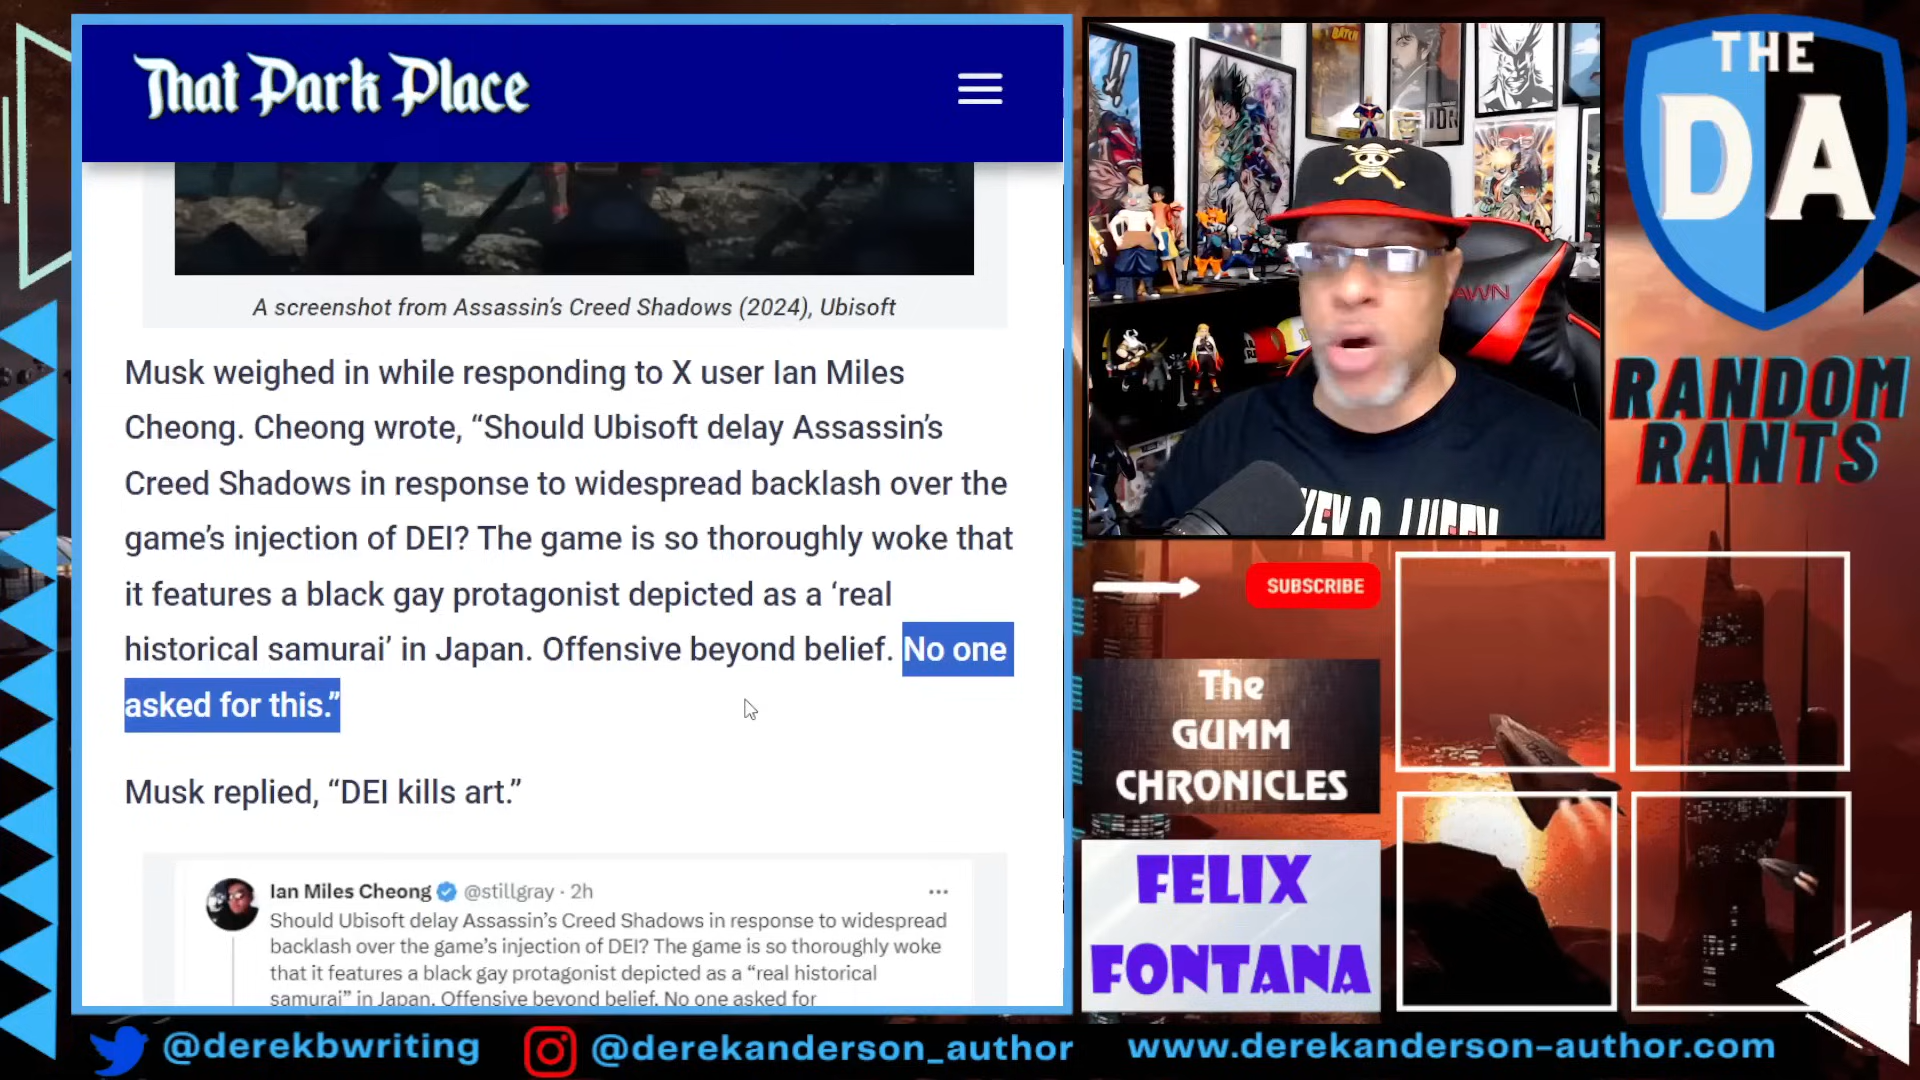 That Park Place
A screenshot from Assassin's Creed Shadows (2024), Ubisoft
Musk weighed in while responding to X user Ian Miles
Cheong. Cheong wrote, “Should Ubisoft delay Assassin’s
Creed Shadows in response to widespread backlash over the
game’s injection of DEI? The game is so thoroughly woke that
it features a black gay protagonist depicted as a ‘real
historical samurai’ in Japan. Offensive beyond belief. No one
asked for this.”
Musk replied, “DEI kills art.”
Ian Miles Cheong @stillgray · 2h
Should Ubisoft delay Assassin's Creed Shadows in response to widespread
backlash over the game's injection of DEI? The game is so thoroughly woke
that it features a black gay protagonist depicted as a "real historical
samurai" in Japan. Offensive beyond belief. No one asked for
THE
DA
RANDOM
RANTS
SUBSCRIBE
The
GUMM
CHRONICLES
FELIX
FONTANA
@derekbwriting
@derekanderson_author
www.derekanderson-author.com